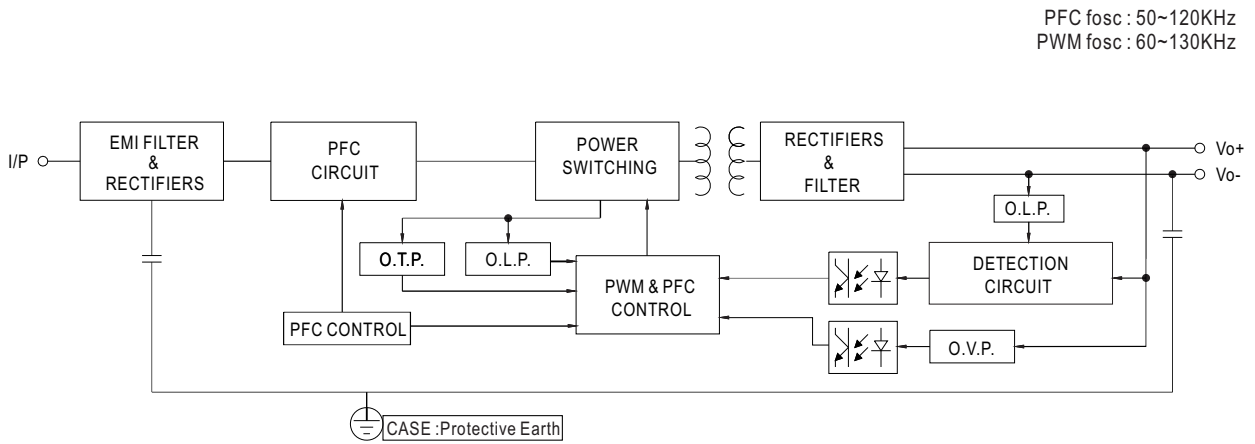 PFC fosc : 50~120KHz
PWM fosc : 60~130KHz
I/P
EMI FILTER
&
RECTIFIERS
PFC
CIRCUIT
POWER
SWITCHING
RECTIFIERS
&
FILTER
Vo+
Vo-
O.L.P.
O.T.P.
O.L.P.
PWM & PFC
CONTROL
DETECTION
CIRCUIT
PFC CONTROL
O.V.P.
CASE :Protective Earth